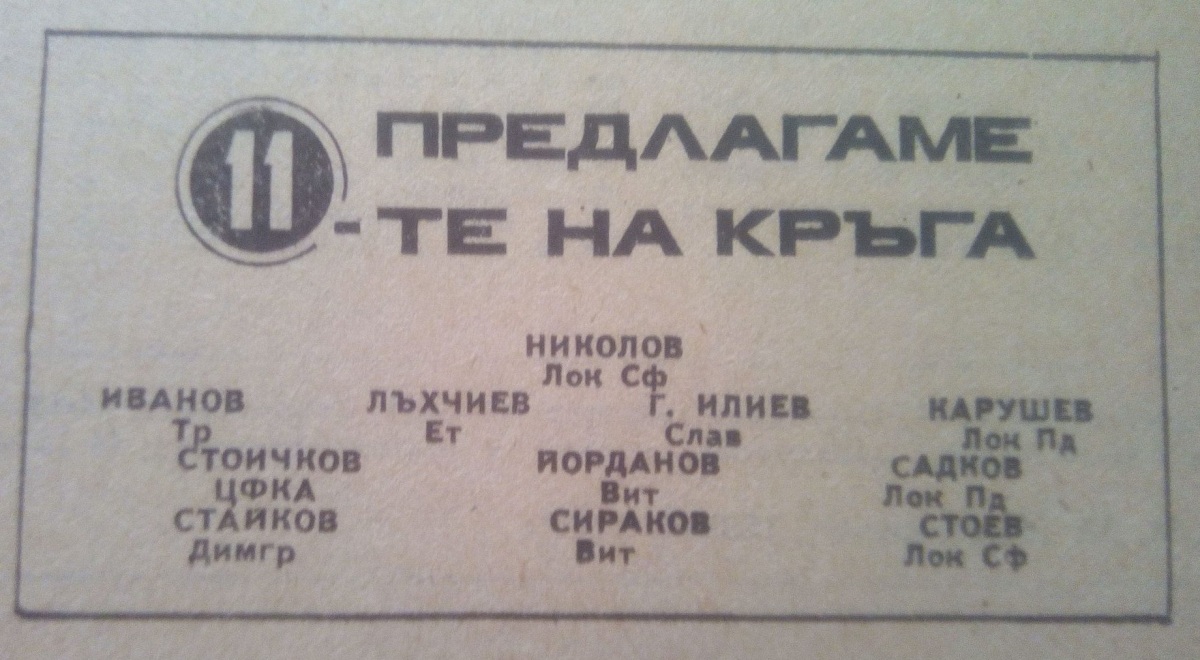 ПРЕДЛАГАМЕ
11-ТЕ НА КРЪГА
НИКОЛОВ
Лок Сф
ИВАНОВ ЛЪХЧИЕВ Г. ИЛИЕВ КАРУШЕВ
Тр Ет Слав Лок Пд
СТОИЧКОВ ЙОРДАНОВ САДКОВ
ЦФКА Вит Лок Пд
СТАЙКОВ СИРАКОВ СТОЕВ
Димгр Вит Лок Сф